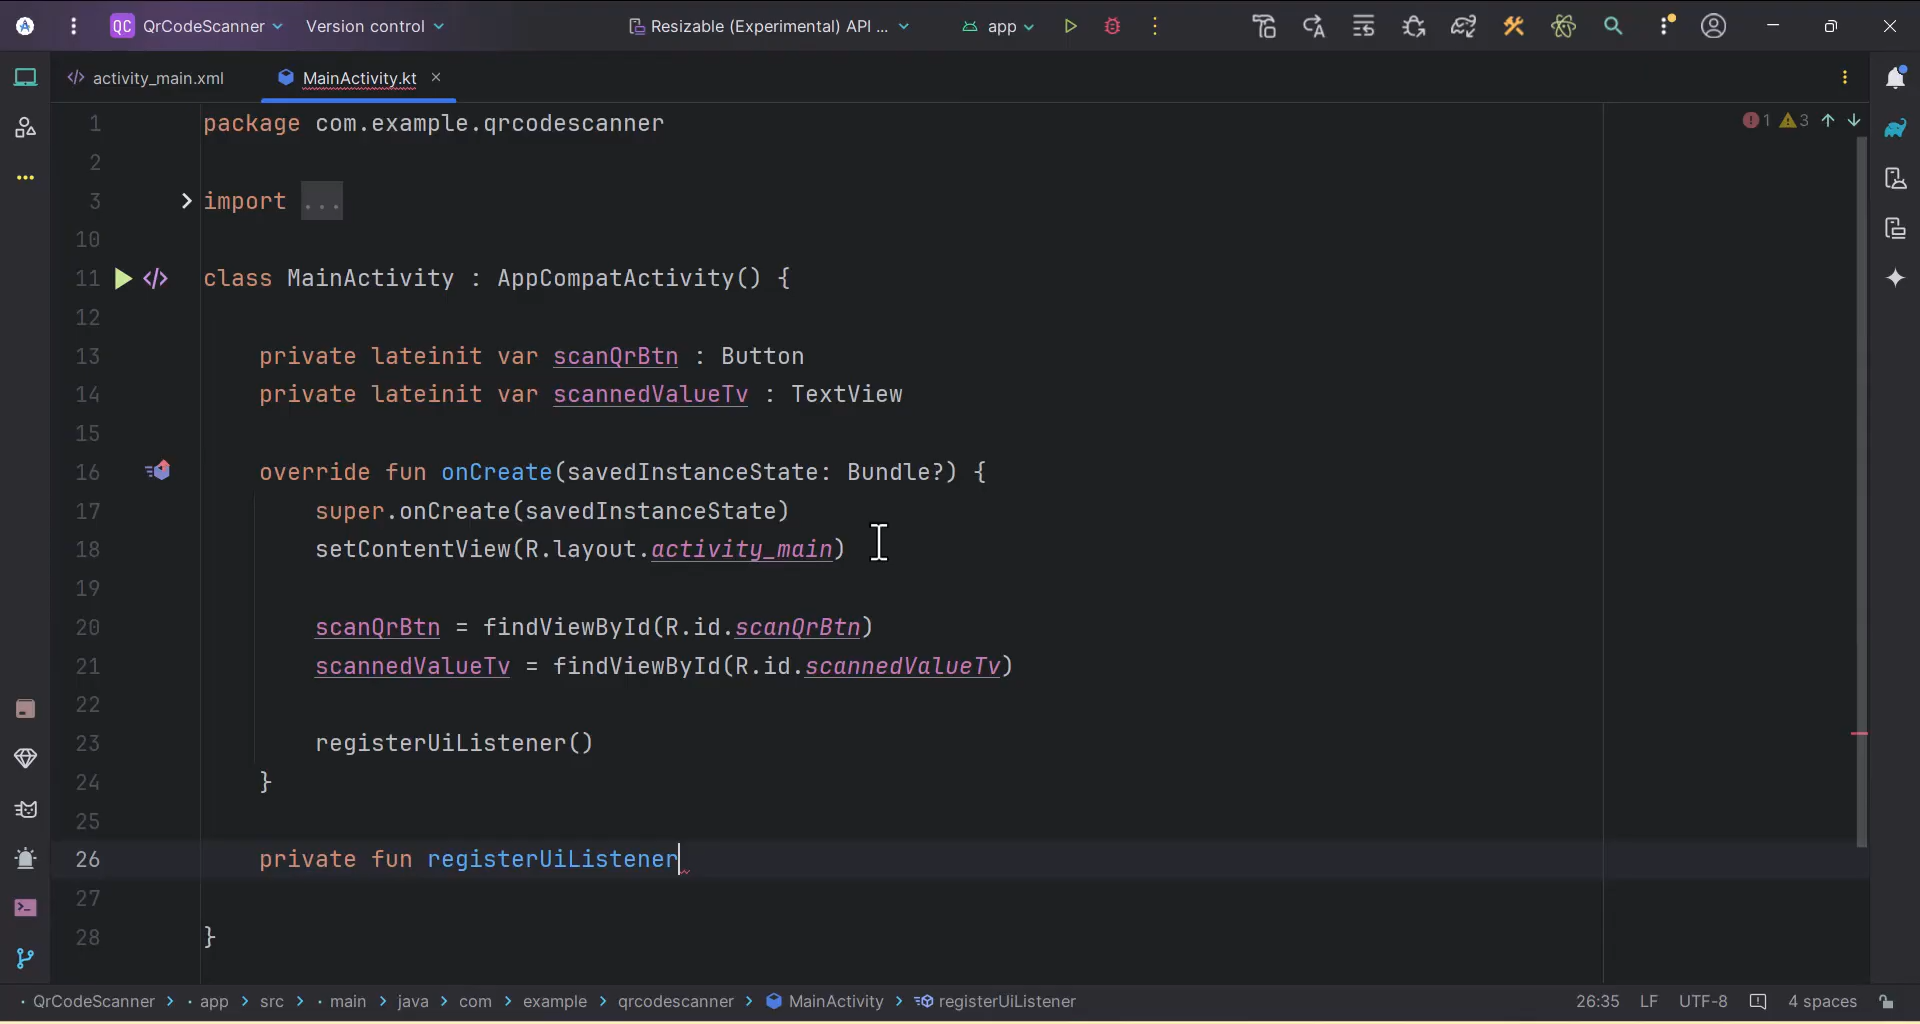 QC QrCodeScanner Version control Resizable (Experimental) API ... app
activity_main.xml MainActivity.kt
1 package com.example.qrcodescanner 1 3
2
3 import ...
10
11 class MainActivity : AppCompatActivity() {
12
13 private lateinit var scanQrBtn : Button
14 private lateinit var scannedValueTv : TextView
15
16 override fun onCreate(savedInstanceState: Bundle?) {
17 super.onCreate(savedInstanceState)
18 setContentView(R.layout.activity_main)
19
20 scanQrBtn = findViewById(R.id.scanQrBtn)
21 scannedValueTv = findViewById(R.id.scannedValueTv)
22
23 registerUiListener()
24 }
25
26 private fun registerUiListener
27
28 }
QrCodeScanner > app > src > main > java > com > example > qrcodescanner > MainActivity > registerUiListener 26:35 LF UTF-8 4 spaces